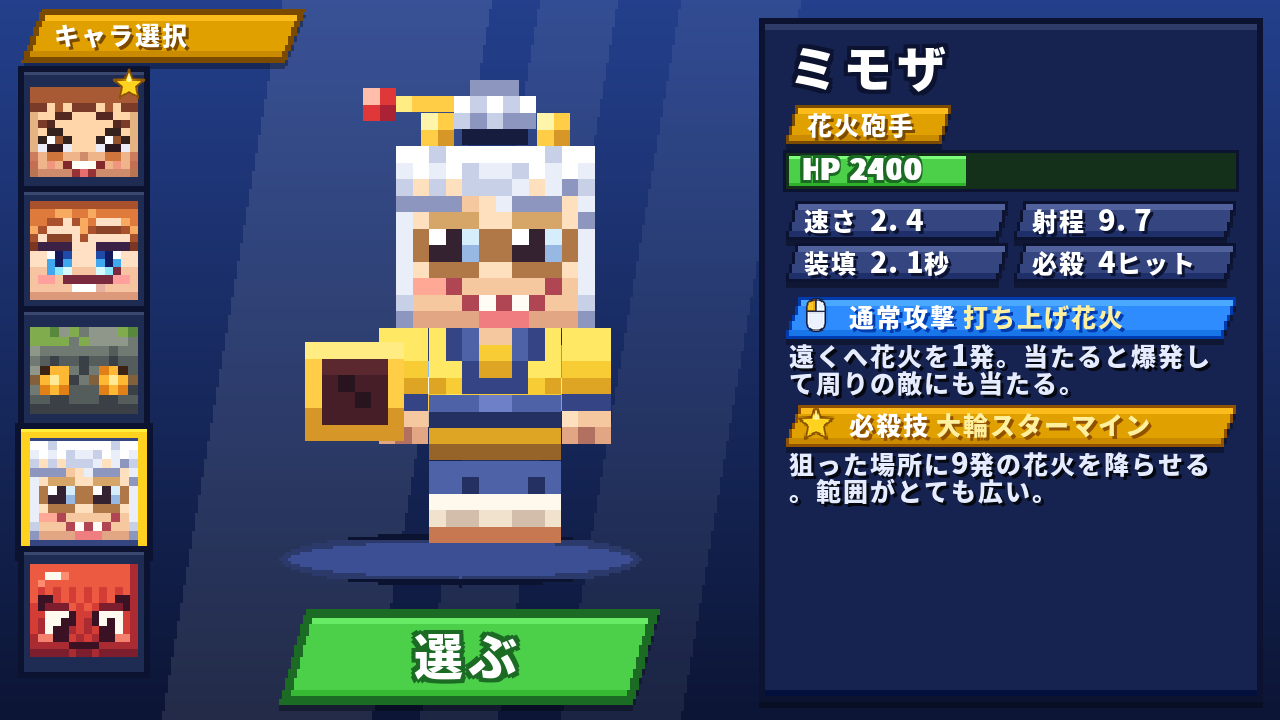 キャラ選択
ミモザ
花火砲手
HP 2400
速さ 2.4
射程 9.7
装填 2.1秒
必殺 4ヒット
通常攻撃 打ち上げ花火
遠くへ花火を1発。当たると爆発し
て周りの敵にも当たる。
必殺技 大輪スターマイン
狙った場所に9発の花火を降らせる
。範囲がとても広い。
選ぶ